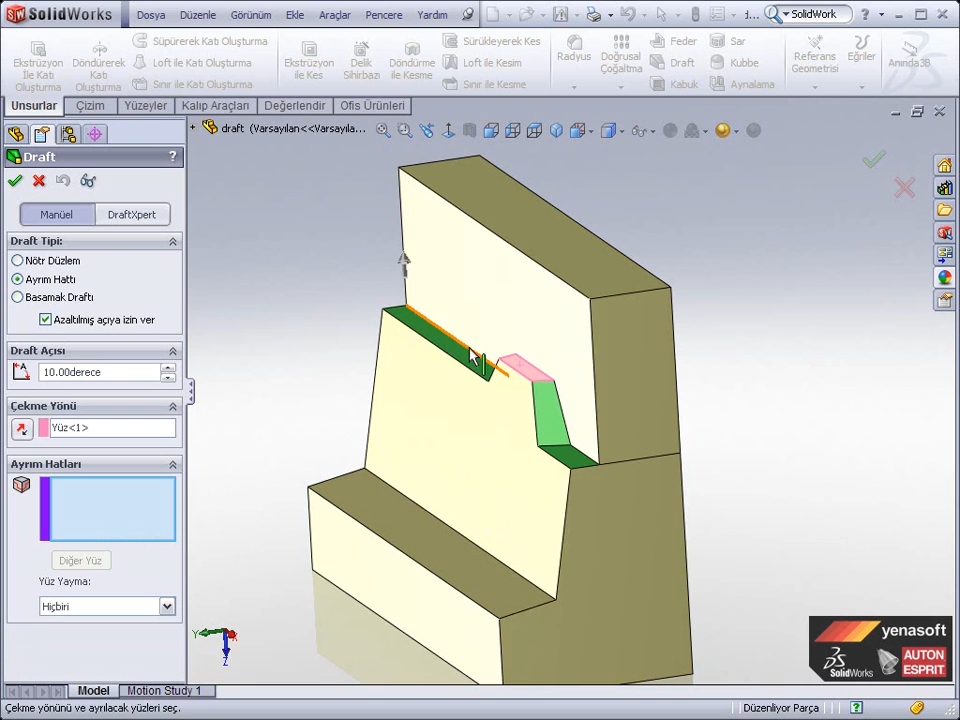 SolidWorks
Dosya
Düzenle
Görünüm
Ekle
Araçlar
Pencere
Yardım
1...
SolidWork
Ekstrüzyon İle Katı Oluşturma
Döndürerek Katı Oluşturma
Süpürerek Katı Oluşturma
Loft ile Katı Oluşturma
Sınır ile Katı Oluşturma
Ekstrüzyon ile Kes
Delik Sihirbazı
Döndürme ile Kesme
Sürükleyerek Kes
Loft ile Kesim
Sınır ile Kesme
Radyus
Doğrusal Çoğaltma
Feder
Draft
Kabuk
Sar
Kubbe
Aynalama
Referans Geometrisi
Eğriler
Anında3B
Unsurlar
Çizim
Yüzeyler
Kalıp Araçları
Değerlendir
Ofis Ürünleri
draft (Varsayılan<<Varsayıla...
Draft
?
Manüel
DraftXpert
Draft Tipi:
Nötr Düzlem
Ayrım Hattı
Basamak Draftı
Azaltılmış açıya izin ver
Draft Açısı
10.00derece
Çekme Yönü
Yüz<1>
Ayrım Hatları
Diğer Yüz
Yüz Yayma:
Hiçbiri
Y
Z
yenasoft
SolidWorks
AUTON
ESPRIT
Model
Motion Study 1
Çekme yönünü ve ayrılacak yüzleri seç.
Düzenliyor Parça